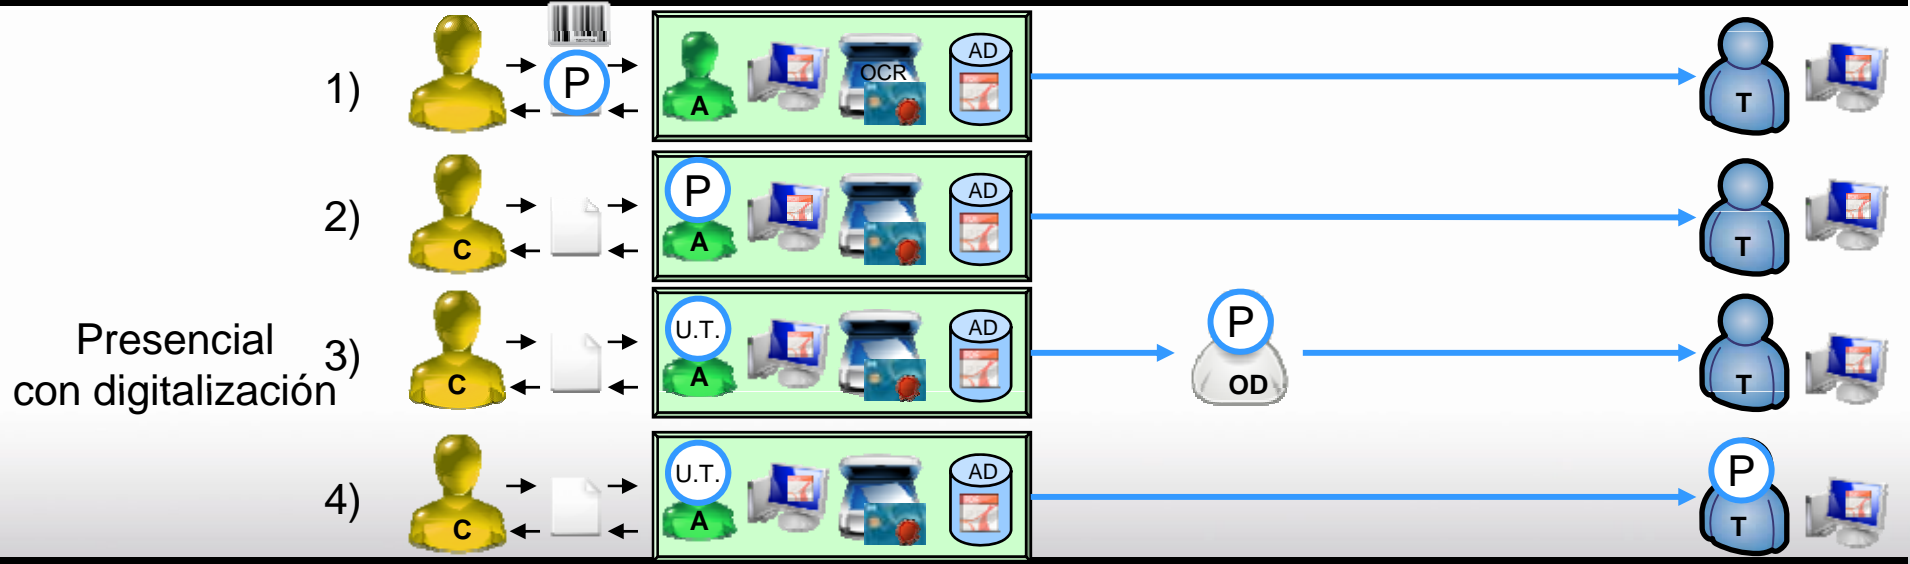 1)
P
OCR
A
AD
T
2)
C
P
A
AD
T
Presencial
con digitalización
3)
C
U.T.
A
AD
P
OD
T
4)
C
U.T.
A
AD
P
T